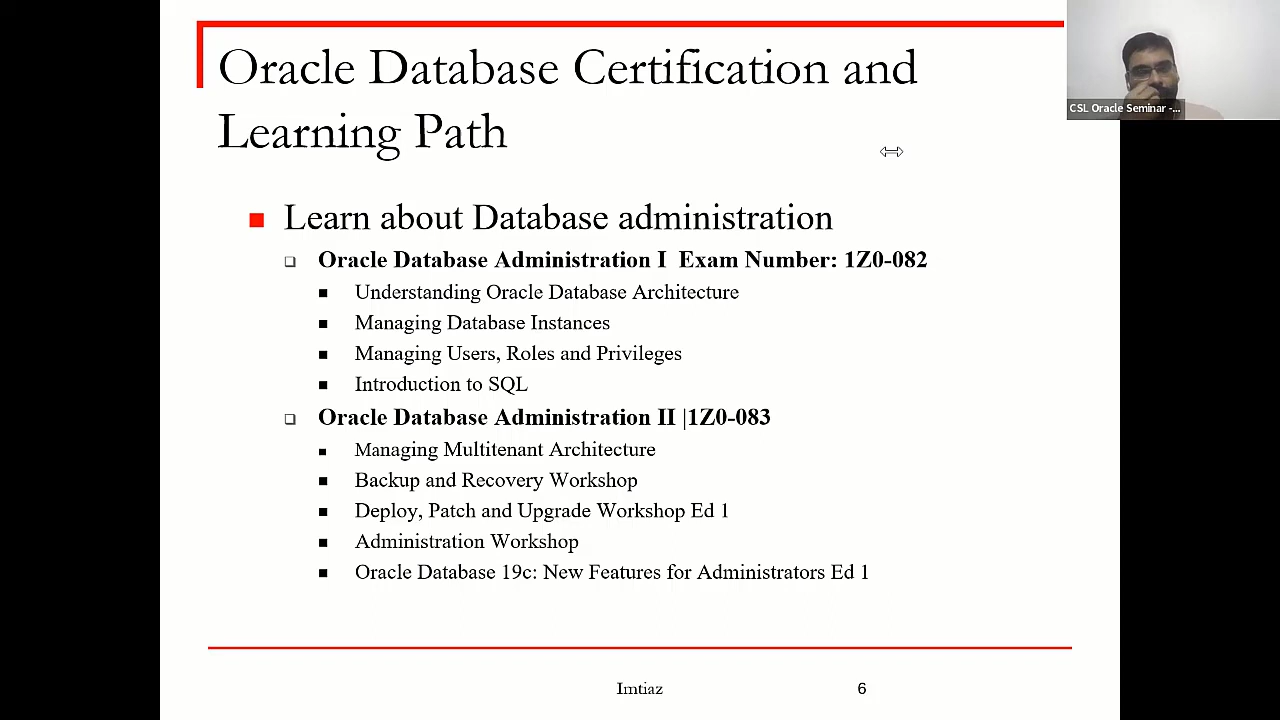 Oracle Database Certification and
Learning Path
CSL Oracle Seminar -...
Learn about Database administration
Oracle Database Administration I Exam Number: 1Z0-082
Understanding Oracle Database Architecture
Managing Database Instances
Managing Users, Roles and Privileges
Introduction to SQL
Oracle Database Administration II |1Z0-083
Managing Multitenant Architecture
Backup and Recovery Workshop
Deploy, Patch and Upgrade Workshop Ed 1
Administration Workshop
Oracle Database 19c: New Features for Administrators Ed 1
Imtiaz 6